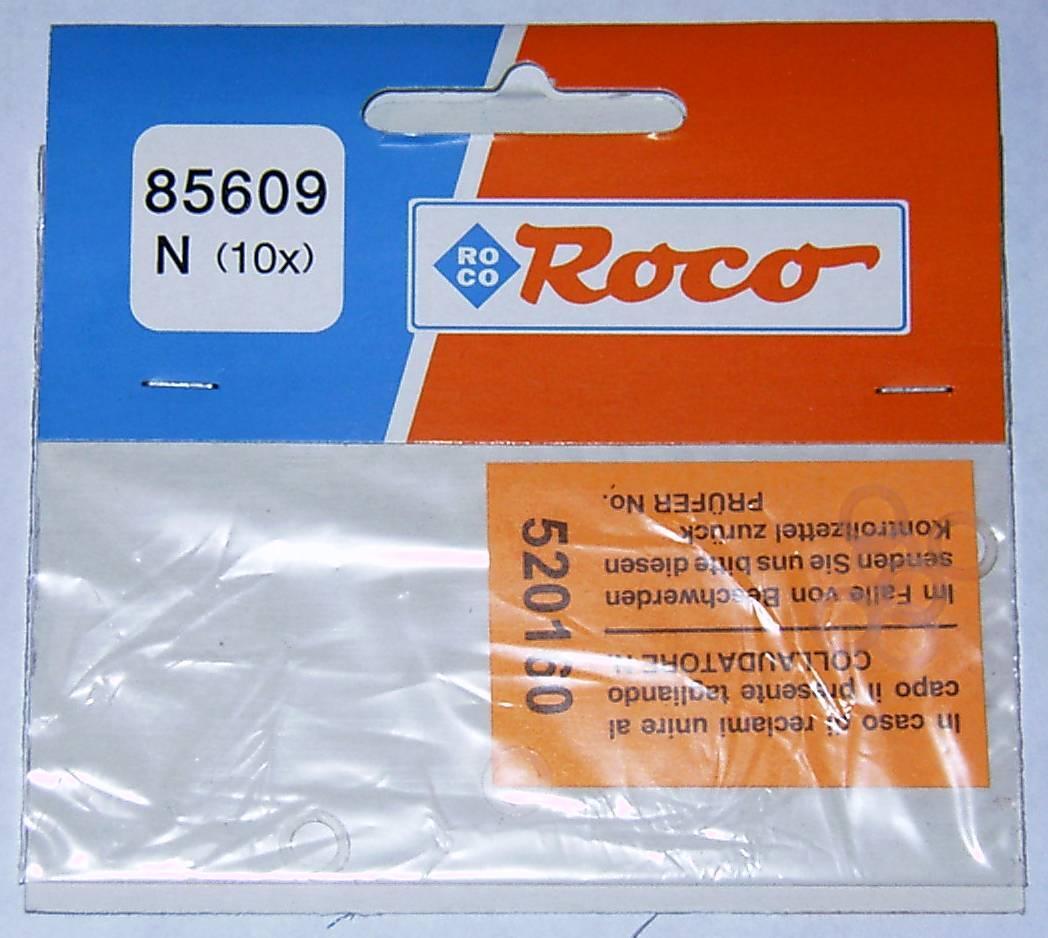 85609
N (10x)
RO
CO
Roco
In caso di reclami unire al
capo il presente tagliando
COLLAUDATORE N.
Im Falle von Beschwerden
senden Sie uns bitte diesen
Kontrollzettel zurück
PRÜFER No.
520160